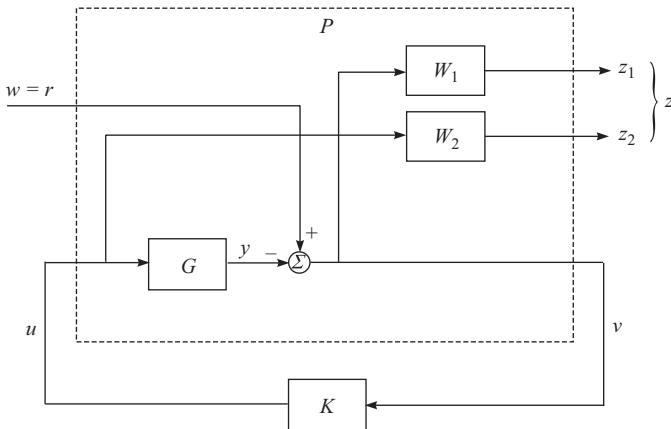 P
W₁
z₁
z
w = r
W₂
z₂
+
y
−
G
Σ
u
v
K